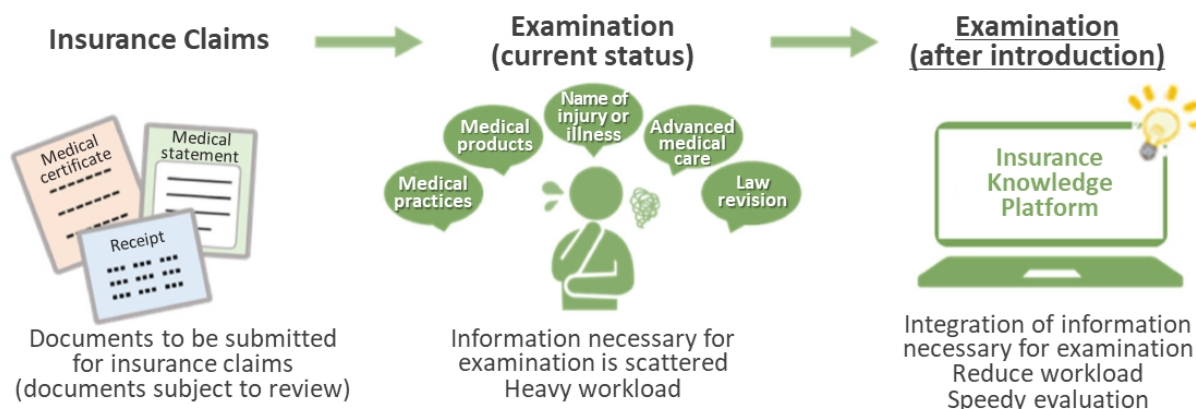 Insurance Claims
Examination
(current status)
Examination
(after introduction)
Medical
certificate
Medical
statement
Receipt
Medical
practices
Medical
products
Name of
injury or
illness
Advanced
medical
care
Law
revision
Insurance
Knowledge
Platform
Documents to be submitted
for insurance claims
(documents subject to review)
Information necessary for
examination is scattered
Heavy workload
Integration of information
necessary for examination
Reduce workload
Speedy evaluation